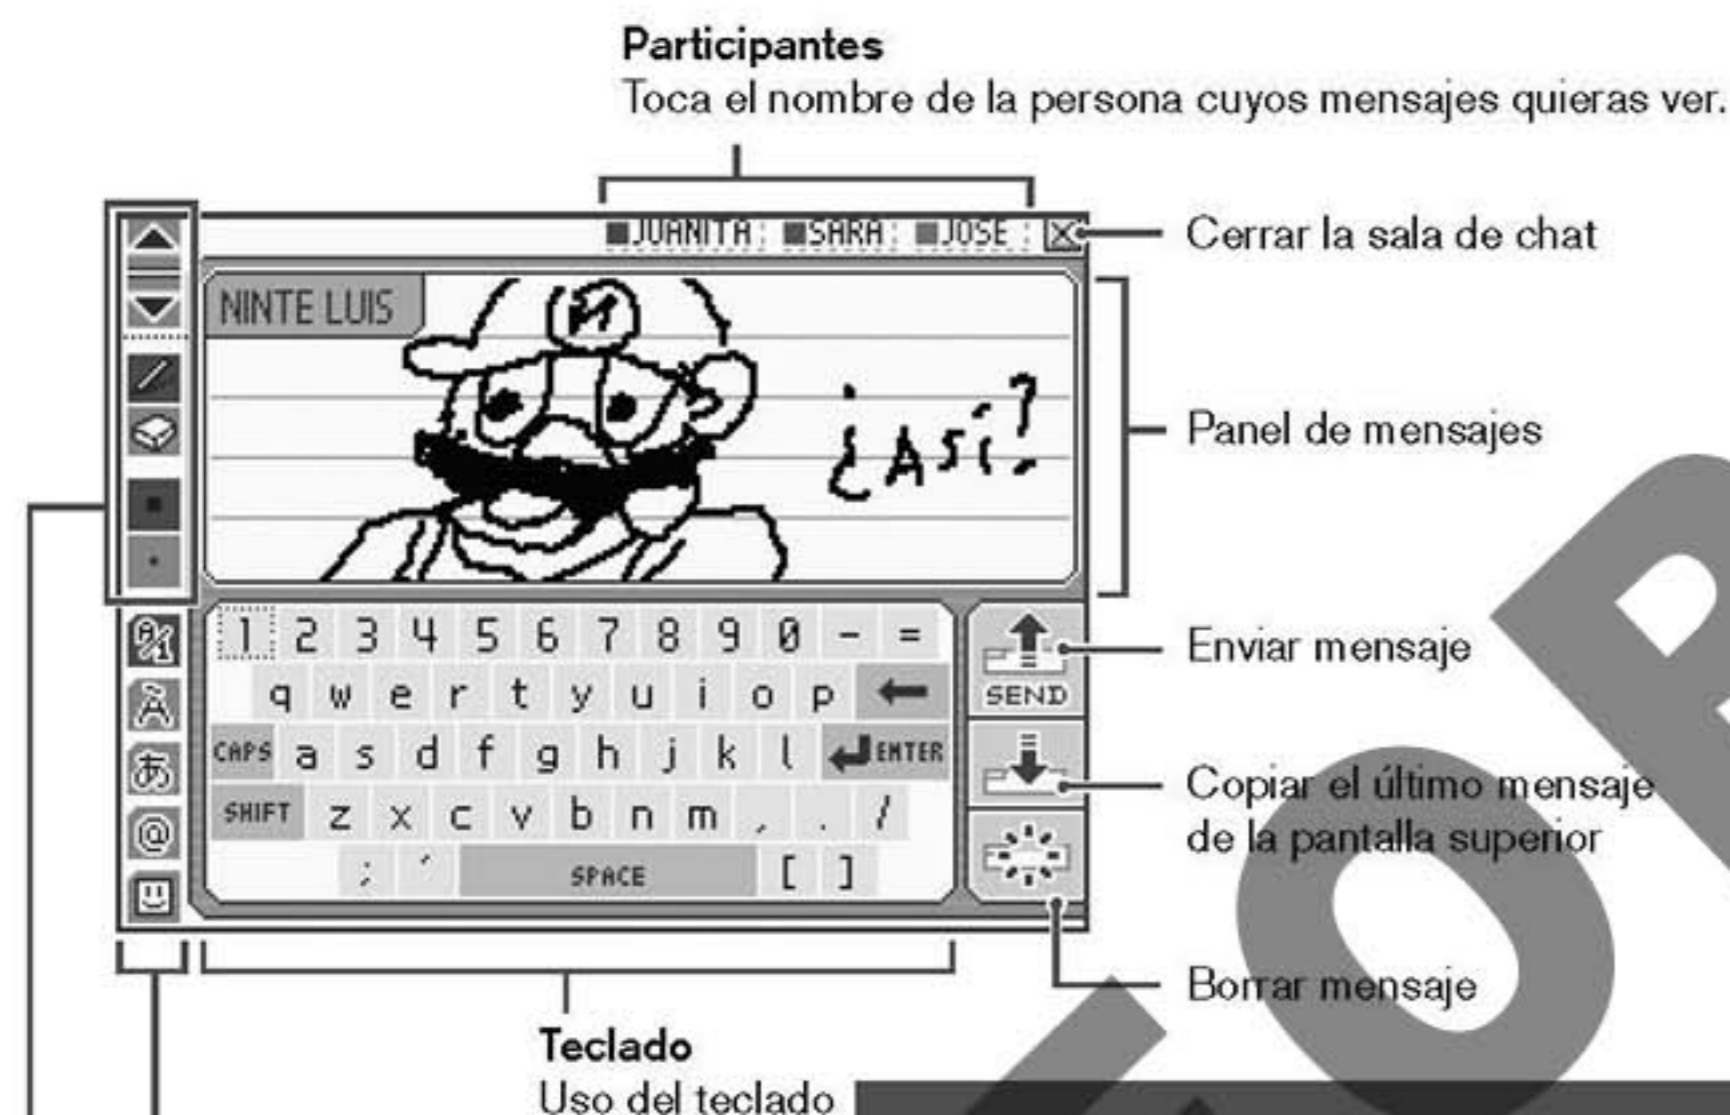 Participantes
Toca el nombre de la persona cuyos mensajes quieras ver.
JUANITA SARA JOSE
Cerrar la sala de chat
NINTE LUIS
¿ASÍ?
Panel de mensajes
1 2 3 4 5 6 7 8 9 0 - =
q w e r t y u i o p
CAPS a s d f g h j k l ENTER
SHIFT z x c v b n m , . /
; ´ SPACE [ ]
A/1
Ã
あ
@
SEND
Enviar mensaje
Copiar el último mensaje
de la pantalla superior
Borrar mensaje
Teclado
Uso del teclado